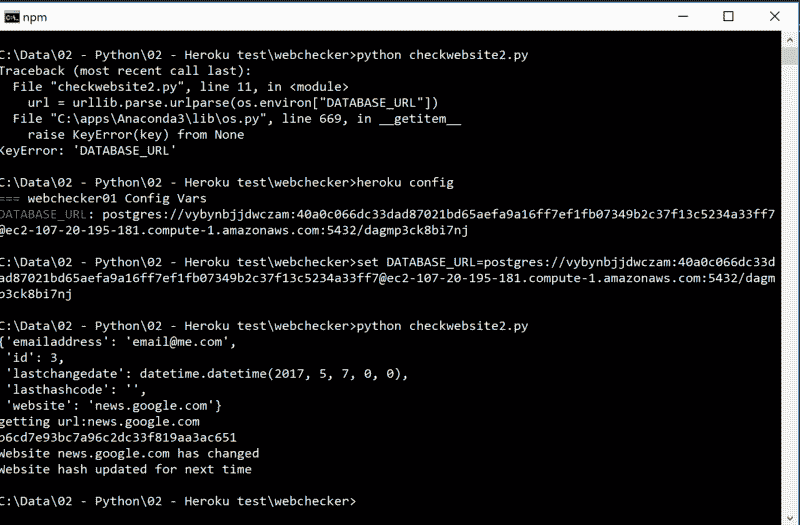 npm
C:\Data\02 - Python\02 - Heroku test\webchecker>python checkwebsite2.py
Traceback (most recent call last):
  File "checkwebsite2.py", line 11, in <module>
    url = urllib.parse.urlparse(os.environ["DATABASE_URL"])
  File "C:\apps\Anaconda3\lib\os.py", line 669, in __getitem__
    raise KeyError(key) from None
KeyError: 'DATABASE_URL'
C:\Data\02 - Python\02 - Heroku test\webchecker>heroku config
=== webchecker01 Config Vars
DATABASE_URL: postgres://vybynbjjdwczam:40a0c066dc33dad87021bd65aefa9a16ff7ef1fb07349b2c37f13c5234a33ff7
@ec2-107-20-195-181.compute-1.amazonaws.com:5432/dagmp3ck8bi7nj
C:\Data\02 - Python\02 - Heroku test\webchecker>set DATABASE_URL=postgres://vybynbjjdwczam:40a0c066dc33d
ad87021bd65aefa9a16ff7ef1fb07349b2c37f13c5234a33ff7@ec2-107-20-195-181.compute-1.amazonaws.com:5432/dagm
p3ck8bi7nj
C:\Data\02 - Python\02 - Heroku test\webchecker>python checkwebsite2.py
{'emailaddress': 'email@me.com',
 'id': 3,
 'lastchangedate': datetime.datetime(2017, 5, 7, 0, 0),
 'lasthashcode': '',
 'website': 'news.google.com'}
getting url:news.google.com
b6cd7e93bc7a96c2dc33f819aa3ac651
Website news.google.com has changed
Website hash updated for next time
C:\Data\02 - Python\02 - Heroku test\webchecker>